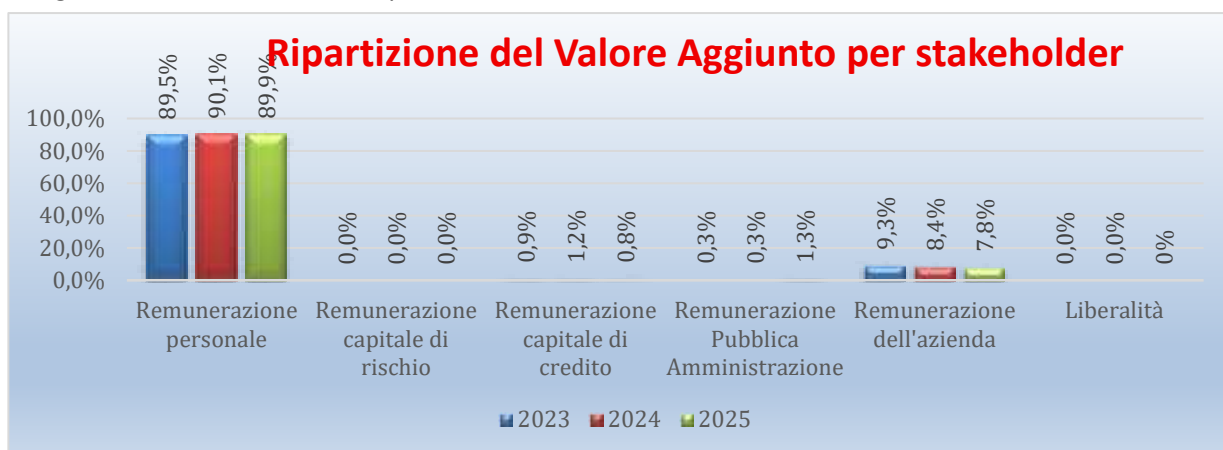 Ripartizione del Valore Aggiunto per stakeholder
89,5%
90,1%
89,9%
0,0%
0,0%
0,0%
0,9%
1,2%
0,8%
0,3%
0,3%
1,3%
9,3%
8,4%
7,8%
0,0%
0,0%
0%
100,0%
80,0%
60,0%
40,0%
20,0%
0,0%
Remunerazione
personale
Remunerazione
capitale di
rischio
Remunerazione
capitale di
credito
Remunerazione
Pubblica
Amministrazione
Remunerazione
dell'azienda
Liberalità
2023 2024 2025